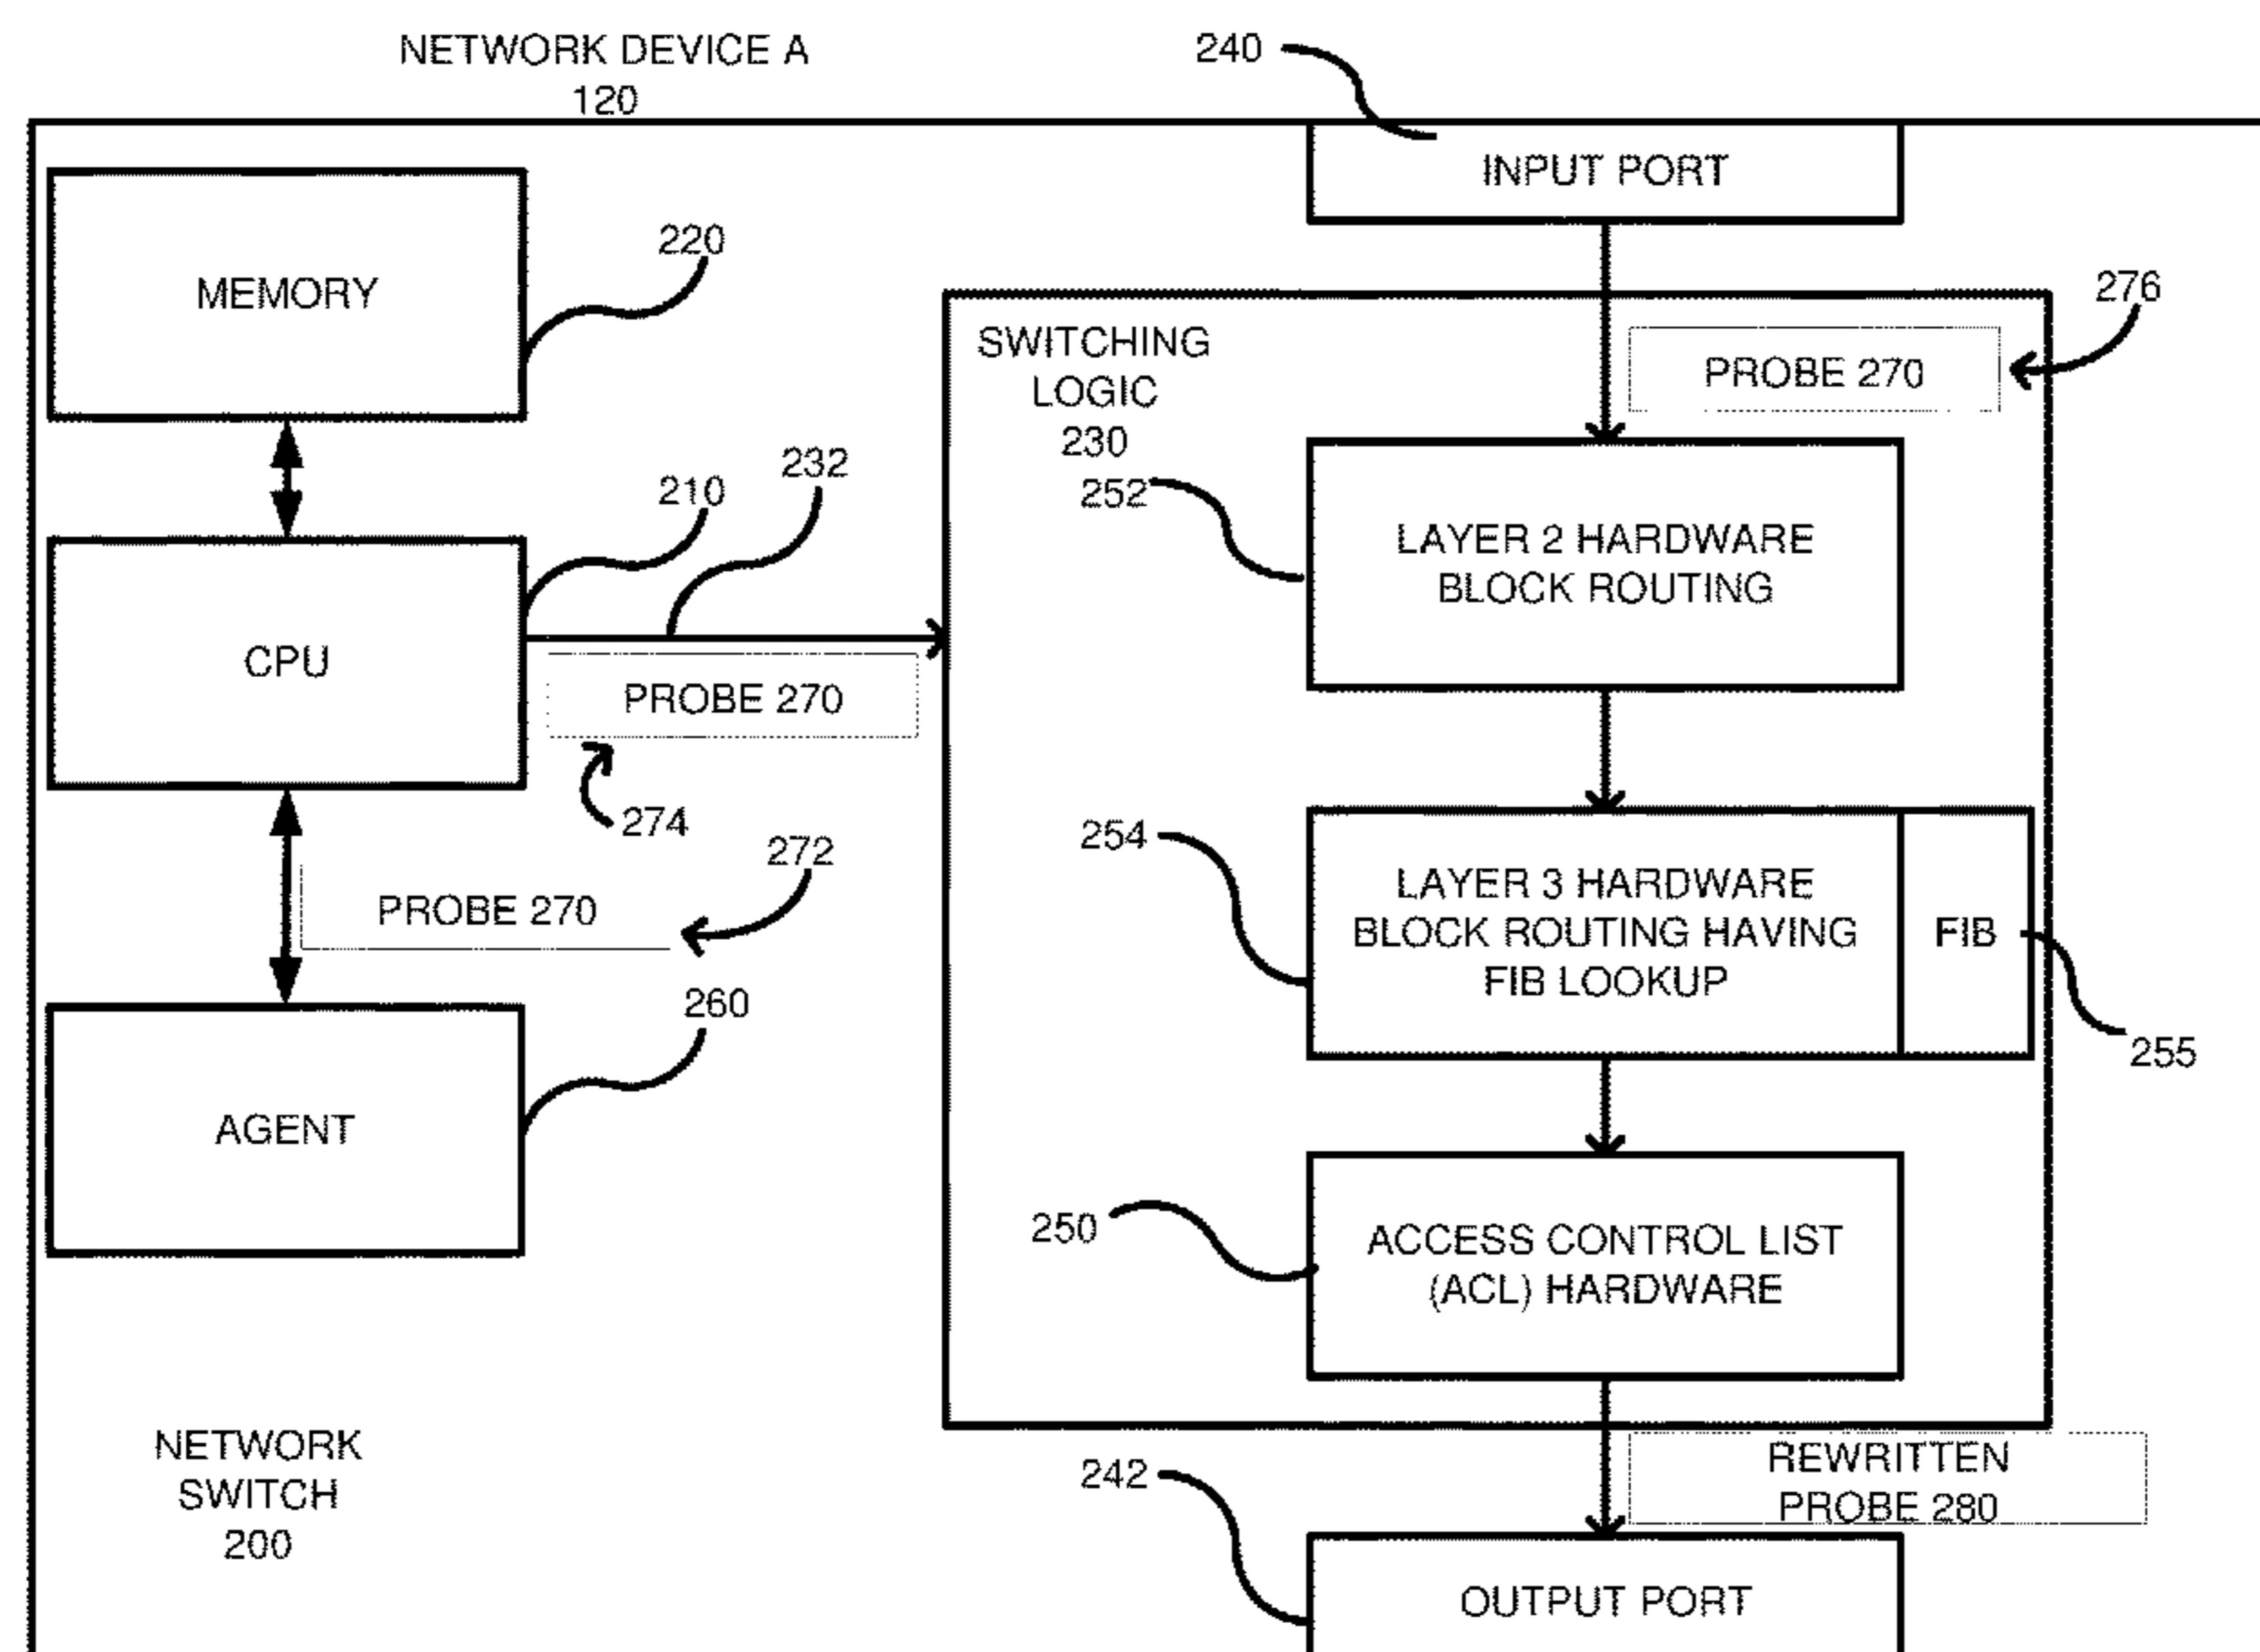 NETWORK DEVICE A
120
240
INPUT PORT
MEMORY
220
276
SWITCHING
LOGIC
230
PROBE 270
252
LAYER 2 HARDWARE
BLOCK ROUTING
232
210
CPU
PROBE 270
274
272
PROBE 270
254
LAYER 3 HARDWARE
BLOCK ROUTING HAVING
FIB LOOKUP
FIB
255
260
AGENT
250
ACCESS CONTROL LIST
(ACL) HARDWARE
NETWORK
SWITCH
200
242
REWRITTEN
PROBE 280
OUTPUT PORT